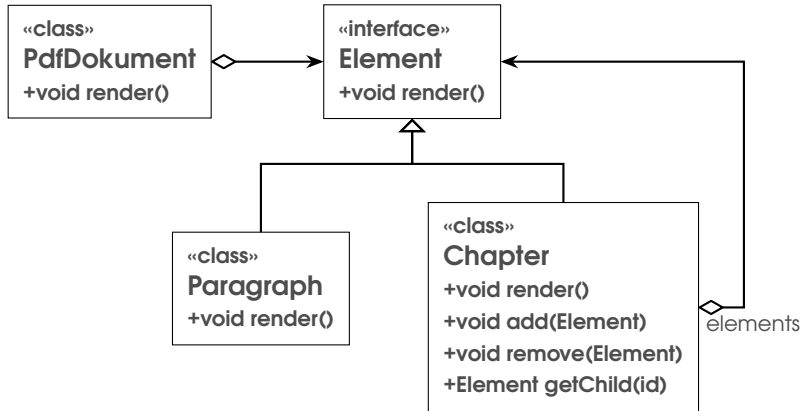 «class»
PdfDokument
+void render()
«interface»
Element
+void render()
«class»
Paragraph
+void render()
«class»
Chapter
+void render()
+void add(Element)
+void remove(Element)
+Element getChild(id)
elements